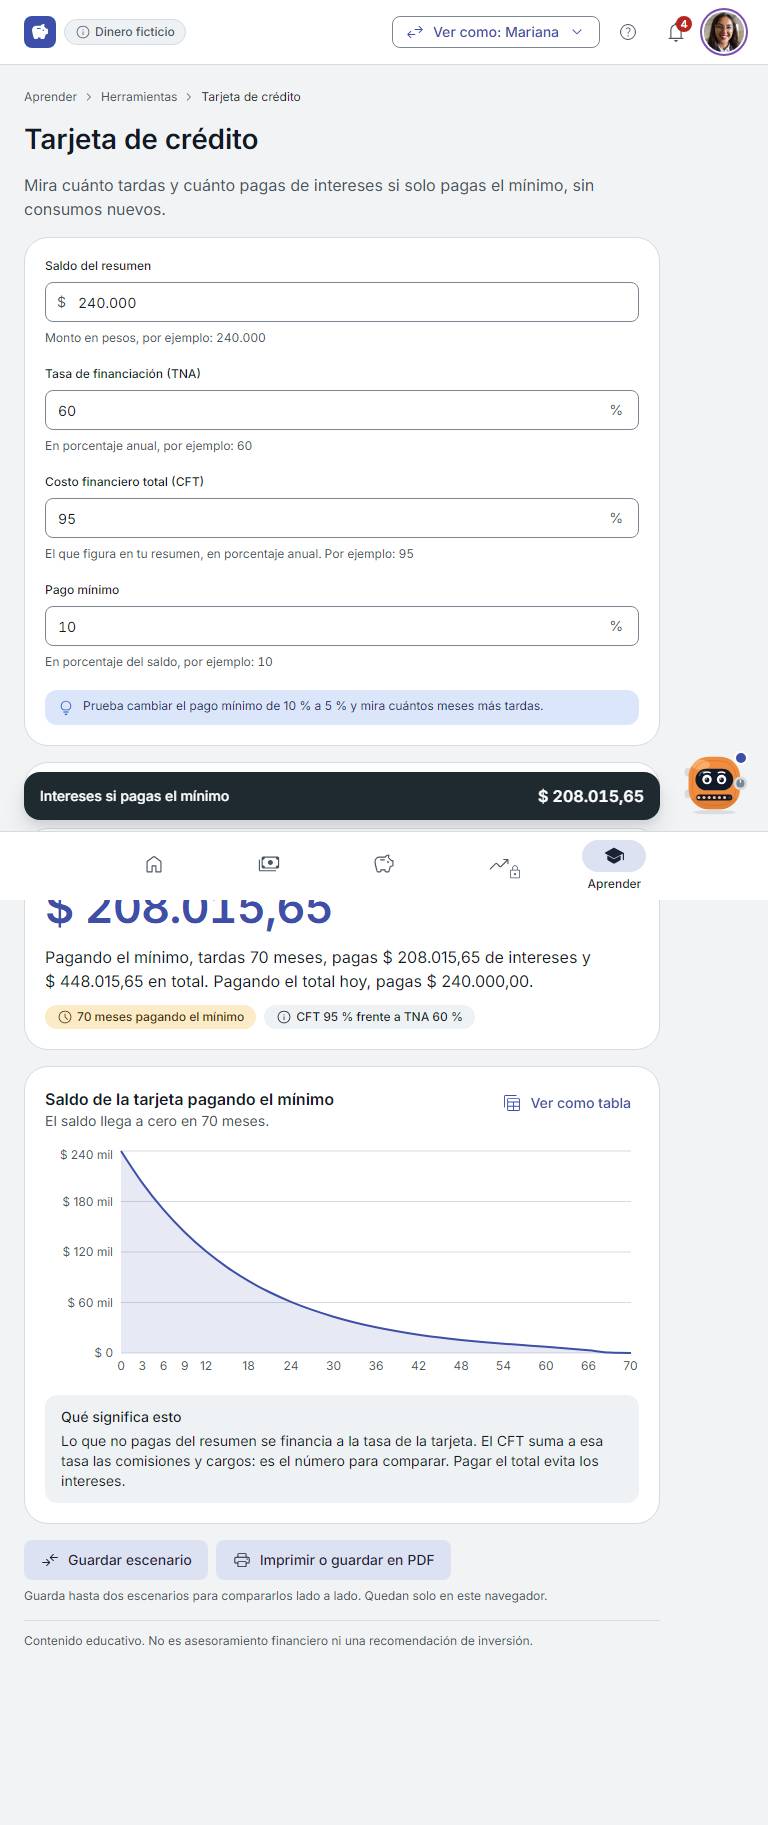 Dinero ficticio
Ver como: Mariana
4
Aprender
Herramientas
Tarjeta de crédito
Tarjeta de crédito
Mira cuánto tardas y cuánto pagas de intereses si solo pagas el mínimo, sin
consumos nuevos.
Saldo del resumen
$ 240.000
Monto en pesos, por ejemplo: 240.000
Tasa de financiación (TNA)
60 %
En porcentaje anual, por ejemplo: 60
Costo financiero total (CFT)
95 %
El que figura en tu resumen, en porcentaje anual. Por ejemplo: 95
Pago mínimo
10 %
En porcentaje del saldo, por ejemplo: 10
Prueba cambiar el pago mínimo de 10 % a 5 % y mira cuántos meses más tardas.
Intereses si pagas el mínimo $ 208.015,65
Aprender
$ 208.015,65
Pagando el mínimo, tardas 70 meses, pagas $ 208.015,65 de intereses y
$ 448.015,65 en total. Pagando el total hoy, pagas $ 240.000,00.
70 meses pagando el mínimo
CFT 95 % frente a TNA 60 %
Saldo de la tarjeta pagando el mínimo
Ver como tabla
El saldo llega a cero en 70 meses.
$ 240 mil
$ 180 mil
$ 120 mil
$ 60 mil
$ 0
0 3 6 9 12 18 24 30 36 42 48 54 60 66 70
Qué significa esto
Lo que no pagas del resumen se financia a la tasa de la tarjeta. El CFT suma a esa
tasa las comisiones y cargos: es el número para comparar. Pagar el total evita los
intereses.
Guardar escenario
Imprimir o guardar en PDF
Guarda hasta dos escenarios para compararlos lado a lado. Quedan solo en este navegador.
Contenido educativo. No es asesoramiento financiero ni una recomendación de inversión.